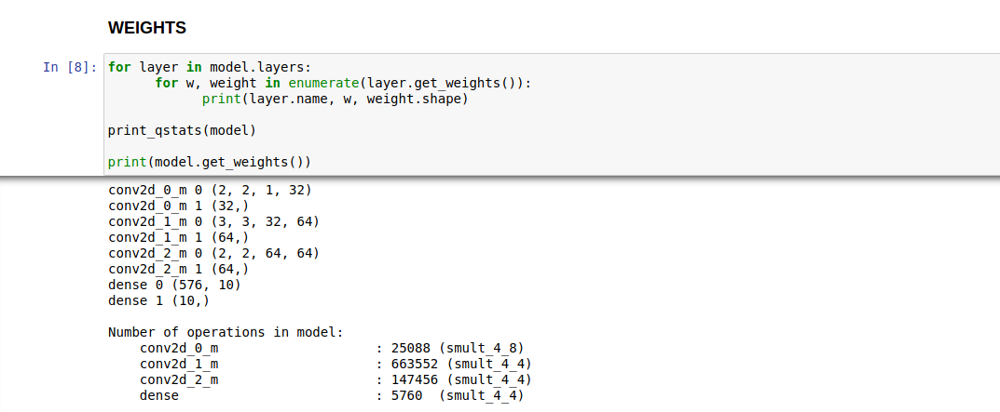 WEIGHTS
In [8]: for layer in model.layers:
for w, weight in enumerate(layer.get_weights()):
print(layer.name, w, weight.shape)
print_qstats(model)
print(model.get_weights())
conv2d_0_m 0 (2, 2, 1, 32)
conv2d_0_m 1 (32,)
conv2d_1_m 0 (3, 3, 32, 64)
conv2d_1_m 1 (64,)
conv2d_2_m 0 (2, 2, 64, 64)
conv2d_2_m 1 (64,)
dense 0 (576, 10)
dense 1 (10,)
Number of operations in model:
conv2d_0_m : 25088 (smult_4_8)
conv2d_1_m : 663552 (smult_4_4)
conv2d_2_m : 147456 (smult_4_4)
dense : 5760 (smult_4_4)